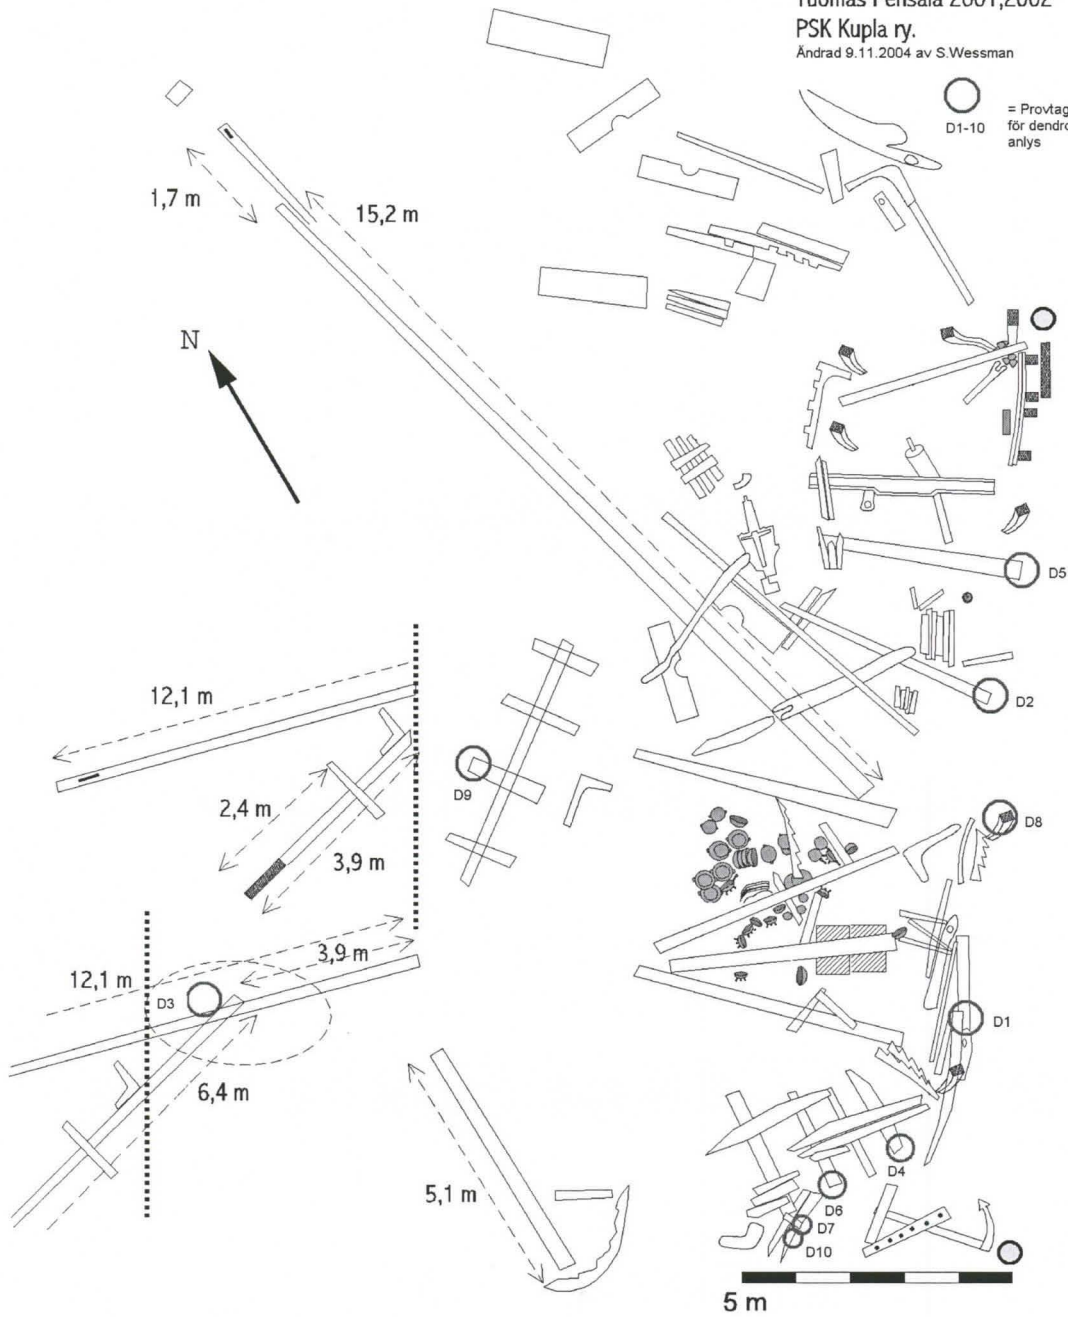 PSK Kupla ry.
Ändrad 9.11.2004 av S.Wessman
D1-10
= Provtag
för dendro
anlys
1,7 m
15,2 m
N
D5
12,1 m
D2
D9
2,4 m
D8
3,9 m
12,1 m
3,9 m
D3
D1
6,4 m
5,1 m
D4
D6
D7
D10
5 m